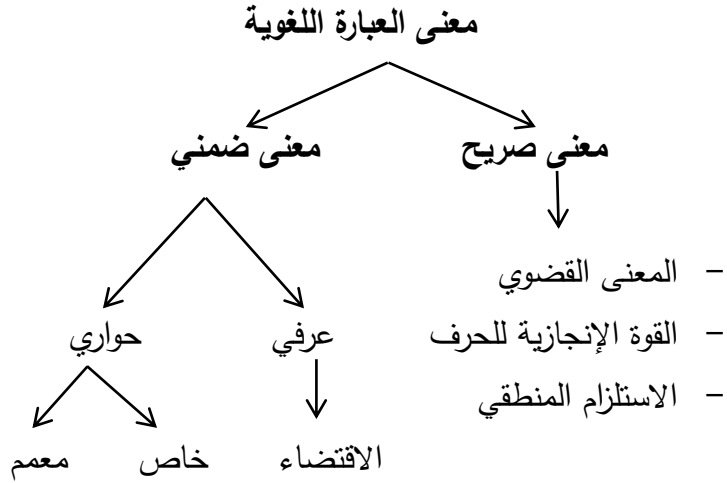 معنى العبارة اللغوية
معنى صريح
معنى ضمني
– المعنى القضوي
– القوة الإنجازية للحرف
– الاستلزام المنطقي
عرفي
حواري
الاقتضاء
خاص
معمم